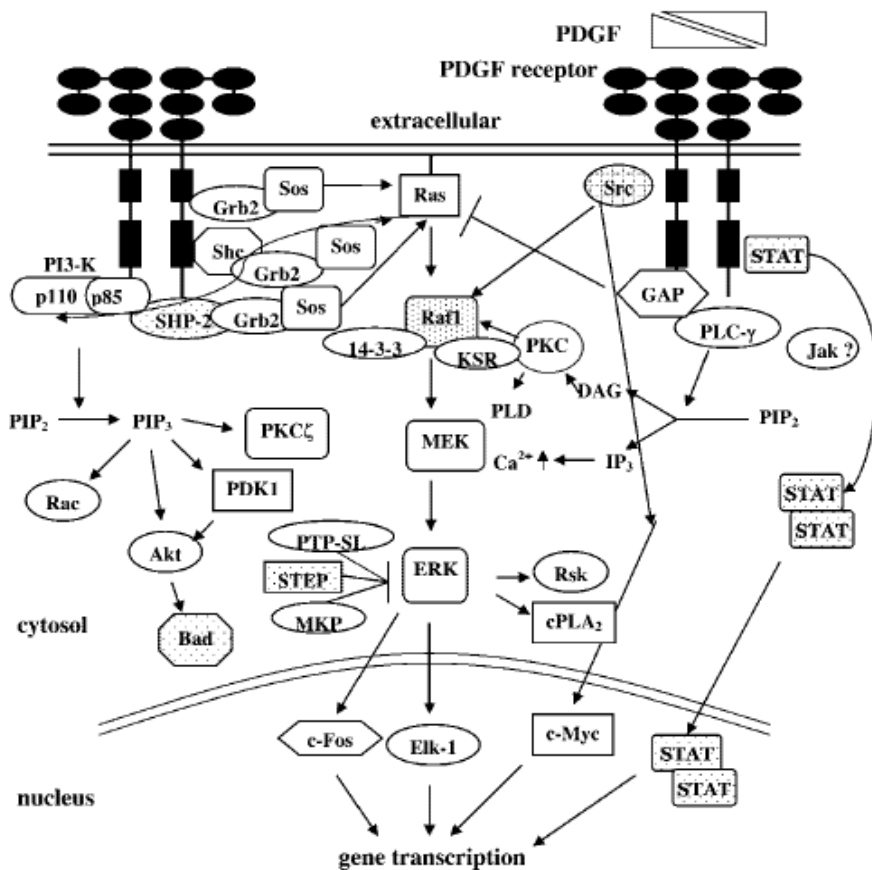 PDGF
PDGF receptor
extracellular
Sos
Grb2
Ras
Src
Shc
Sos
Grb2
STAT
PI3-K
p110
p85
SHP-2
Grb2
Sos
GAP
Raf1
PLC-γ
14-3-3
KSR
PKC
Jak ?
DAG
PLD
PIP₂
PIP₃
PKCζ
MEK
Ca²⁺
IP₃
PIP₂
Rac
PDK1
STAT
STAT
Akt
PTP-SL
STEP
MKP
ERK
Rsk
cPLA₂
cytosol
Bad
c-Fos
Elk-1
c-Myc
STAT
STAT
nucleus
gene transcription